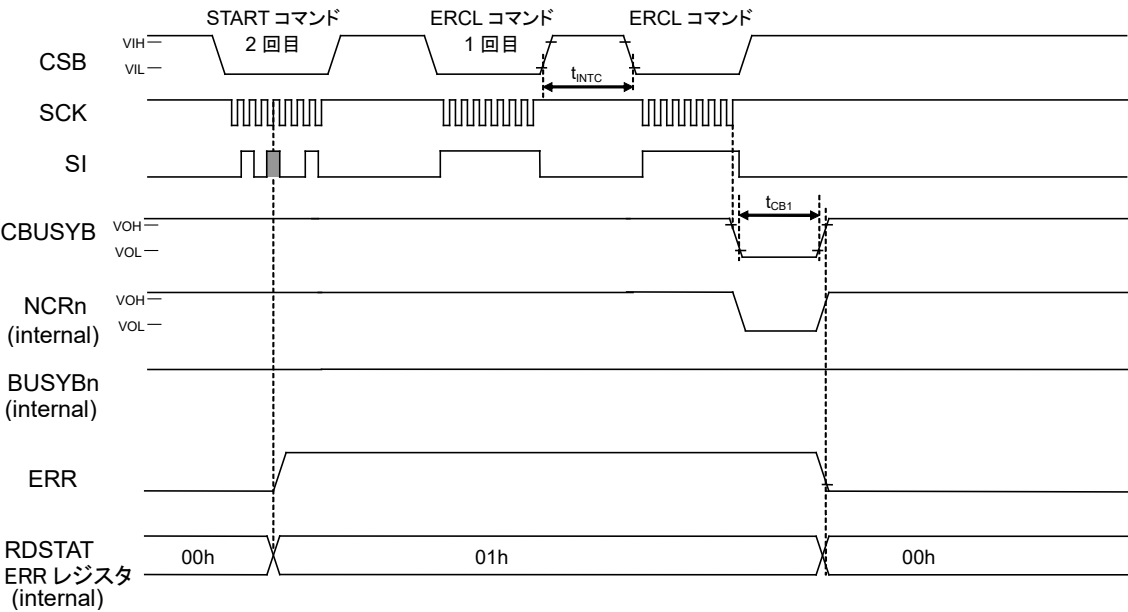 START コマンド ERCL コマンド ERCL コマンド
2 回目 1 回目
CSB VIH VIL tINTC
SCK
SI
CBUSYB VOH VOL tCB1
NCRn VOH VOL
(internal)
BUSYBn
(internal)
ERR
RDSTAT 00h 01h 00h
ERR レジスタ
(internal)